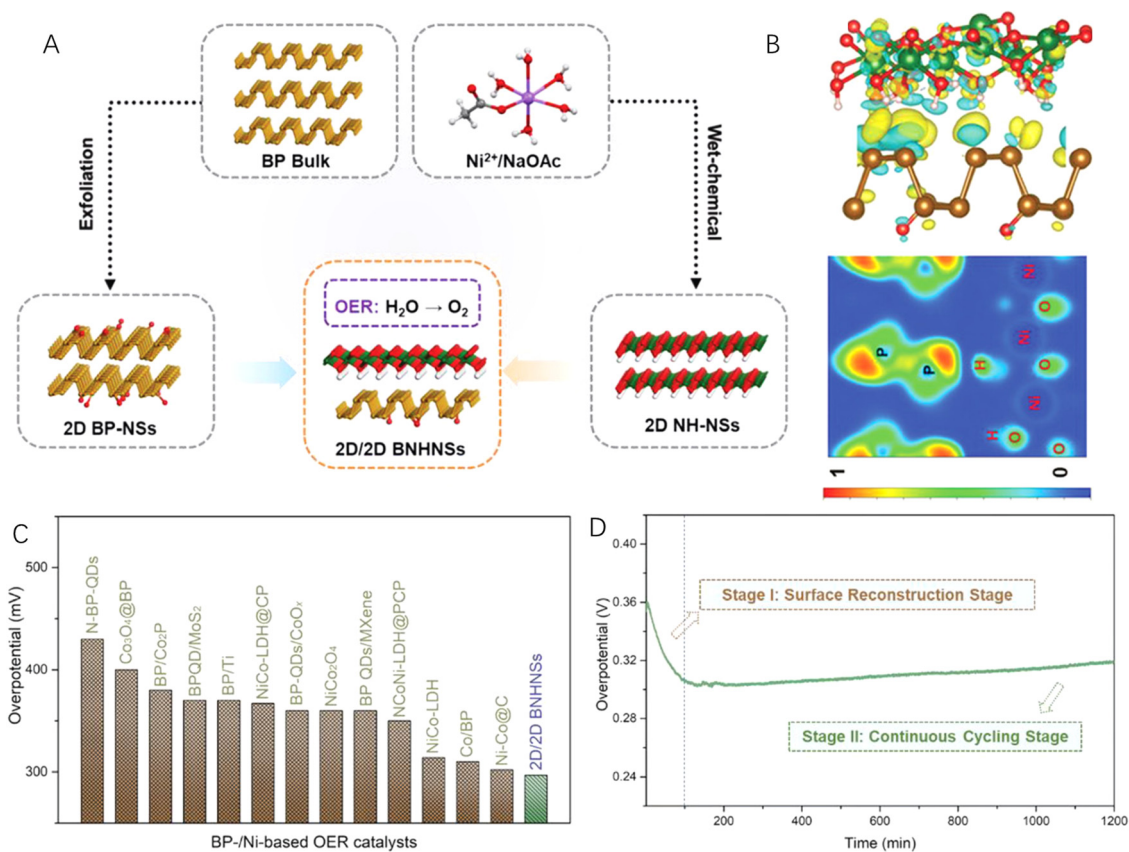 A
BP Bulk
Ni²⁺/NaOAc
Exfoliation
Wet-chemical
OER: H₂O → O₂
2D BP-NSs
2D/2D BNHNSs
2D NH-NSs
B
P
P
H
H
O
O
O
O
Ni
Ni
Ni
1
0
C
Overpotential (mV)
500
400
300
N-BP-QDs
Co₃O₄@BP
BP/Co₂P
BPQD/MoS₂
BP/Ti
NiCo-LDH@CP
BP-QDs/CoOₓ
NiCo₂O₄
BP QDs/MXene
NCoNi-LDH@PCP
NiCo-LDH
Co/BP
Ni-Co@C
2D/2D BNHNSs
BP-/Ni-based OER catalysts
D
Overpotential (V)
0.40
0.36
0.32
0.28
0.24
Stage I: Surface Reconstruction Stage
Stage II: Continuous Cycling Stage
200
400
600
800
1000
1200
Time (min)